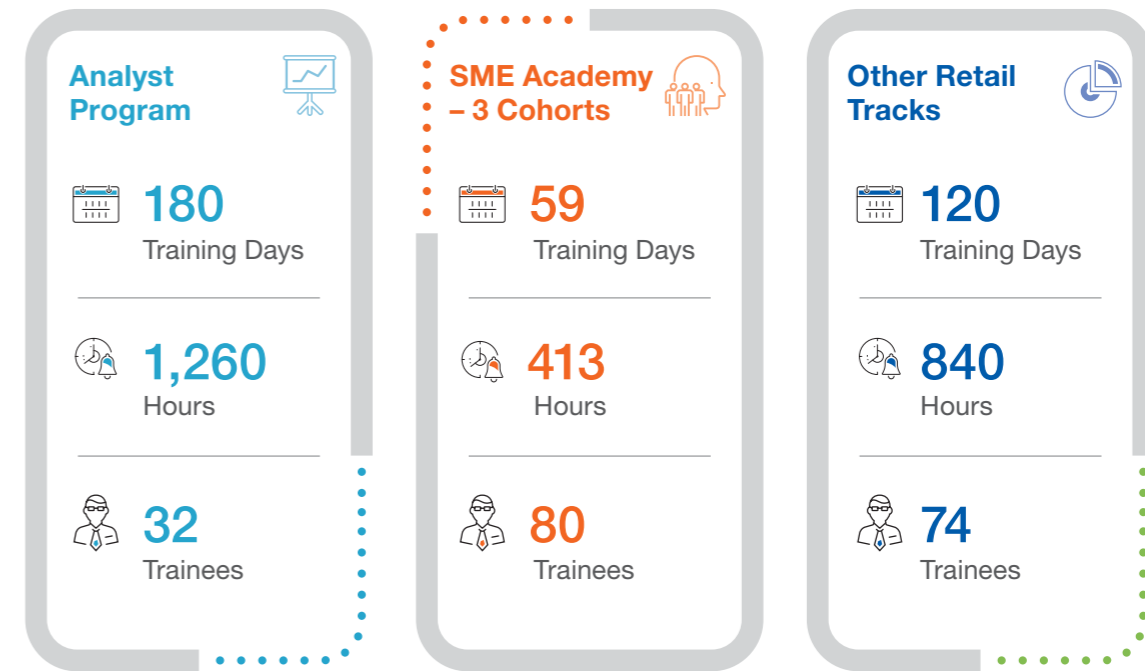 Analyst
Program
180
Training Days
1,260
Hours
32
Trainees
SME Academy
– 3 Cohorts
59
Training Days
413
Hours
80
Trainees
Other Retail
Tracks
120
Training Days
840
Hours
74
Trainees